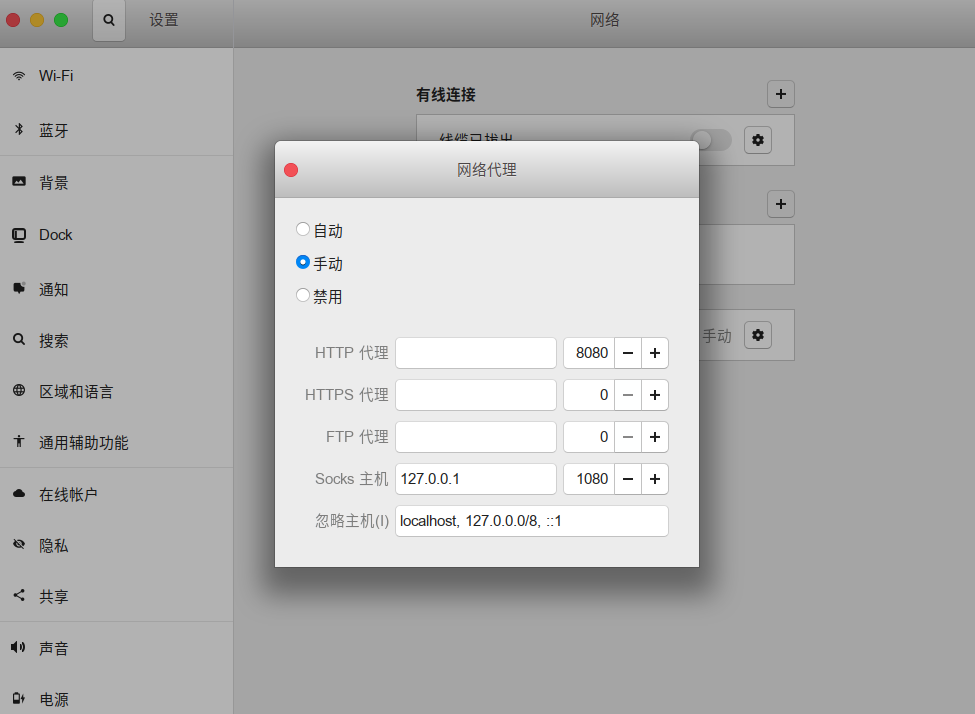 设置
网络
Wi-Fi
蓝牙
背景
Dock
通知
搜索
区域和语言
通用辅助功能
在线帐户
隐私
共享
声音
电源
有线连接
线缆已拔出
手动
网络代理
自动
手动
禁用
HTTP 代理 8080
HTTPS 代理 0
FTP 代理 0
Socks 主机 127.0.0.1 1080
忽略主机(I) localhost, 127.0.0.0/8, ::1